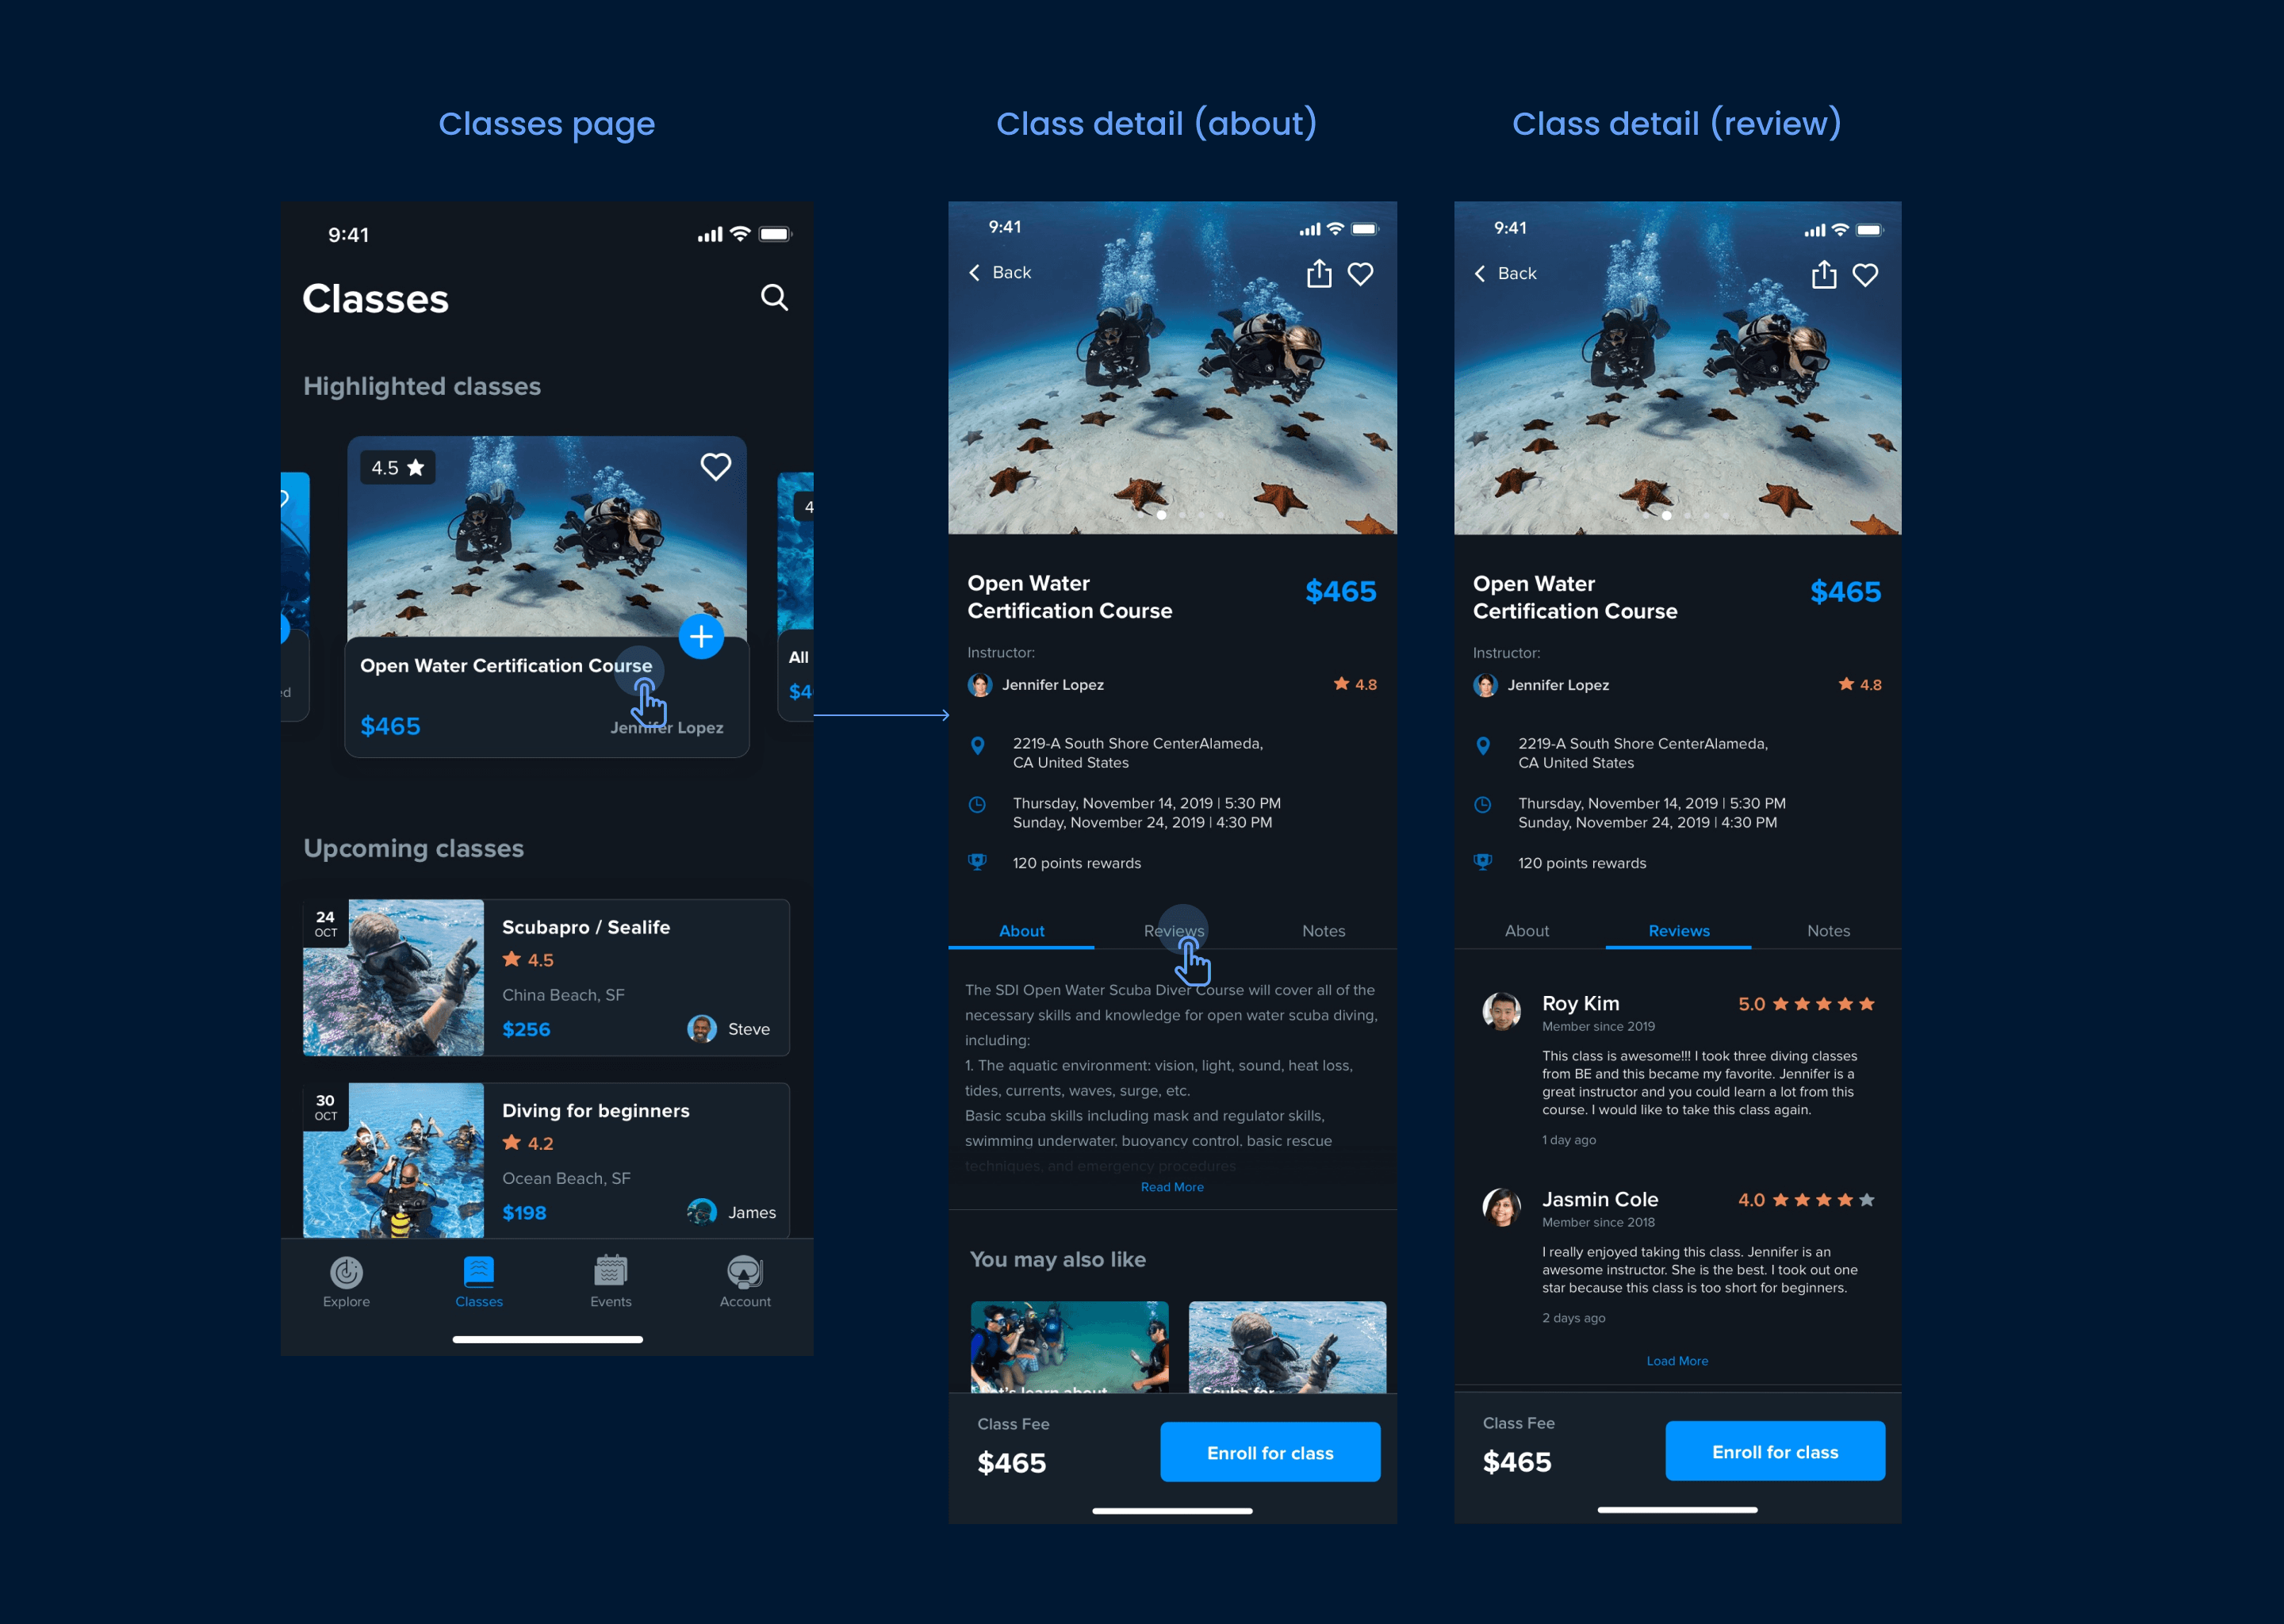 Classes page
Class detail (about)
Class detail (review)
9:41
Classes
Highlighted classes
4.5
4
Open Water Certification Course
$465
Jennifer Lopez
ed
All
$4
Upcoming classes
24
OCT
Scubapro / Sealife
4.5
China Beach, SF
$256
Steve
30
OCT
Diving for beginners
4.2
Ocean Beach, SF
$198
James
Explore
Classes
Events
Account
9:41
Back
Open Water
Certification Course
$465
Instructor:
Jennifer Lopez
4.8
2219-A South Shore CenterAlameda,
CA United States
Thursday, November 14, 2019 | 5:30 PM
Sunday, November 24, 2019 | 4:30 PM
120 points rewards
About
Reviews
Notes
The SDI Open Water Scuba Diver Course will cover all of the
necessary skills and knowledge for open water scuba diving,
including:
1. The aquatic environment: vision, light, sound, heat loss,
tides, currents, waves, surge, etc.
Basic scuba skills including mask and regulator skills,
swimming underwater, buoyancy control, basic rescue
techniques, and emergency procedures
Read More
You may also like
Let's learn about
Scuba for
Class Fee
$465
Enroll for class
9:41
Back
Open Water
Certification Course
$465
Instructor:
Jennifer Lopez
4.8
2219-A South Shore CenterAlameda,
CA United States
Thursday, November 14, 2019 | 5:30 PM
Sunday, November 24, 2019 | 4:30 PM
120 points rewards
About
Reviews
Notes
Roy Kim
5.0
Member since 2019
This class is awesome!!! I took three diving classes
from BE and this became my favorite. Jennifer is a
great instructor and you could learn a lot from this
course. I would like to take this class again.
1 day ago
Jasmin Cole
4.0
Member since 2018
I really enjoyed taking this class. Jennifer is an
awesome instructor. She is the best. I took out one
star because this class is too short for beginners.
2 days ago
Load More
Class Fee
$465
Enroll for class